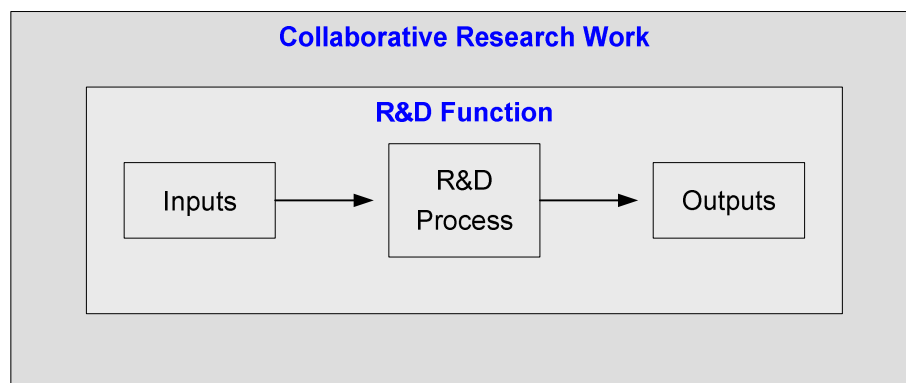 Collaborative Research Work
R&D Function
Inputs
R&D
Process
Outputs